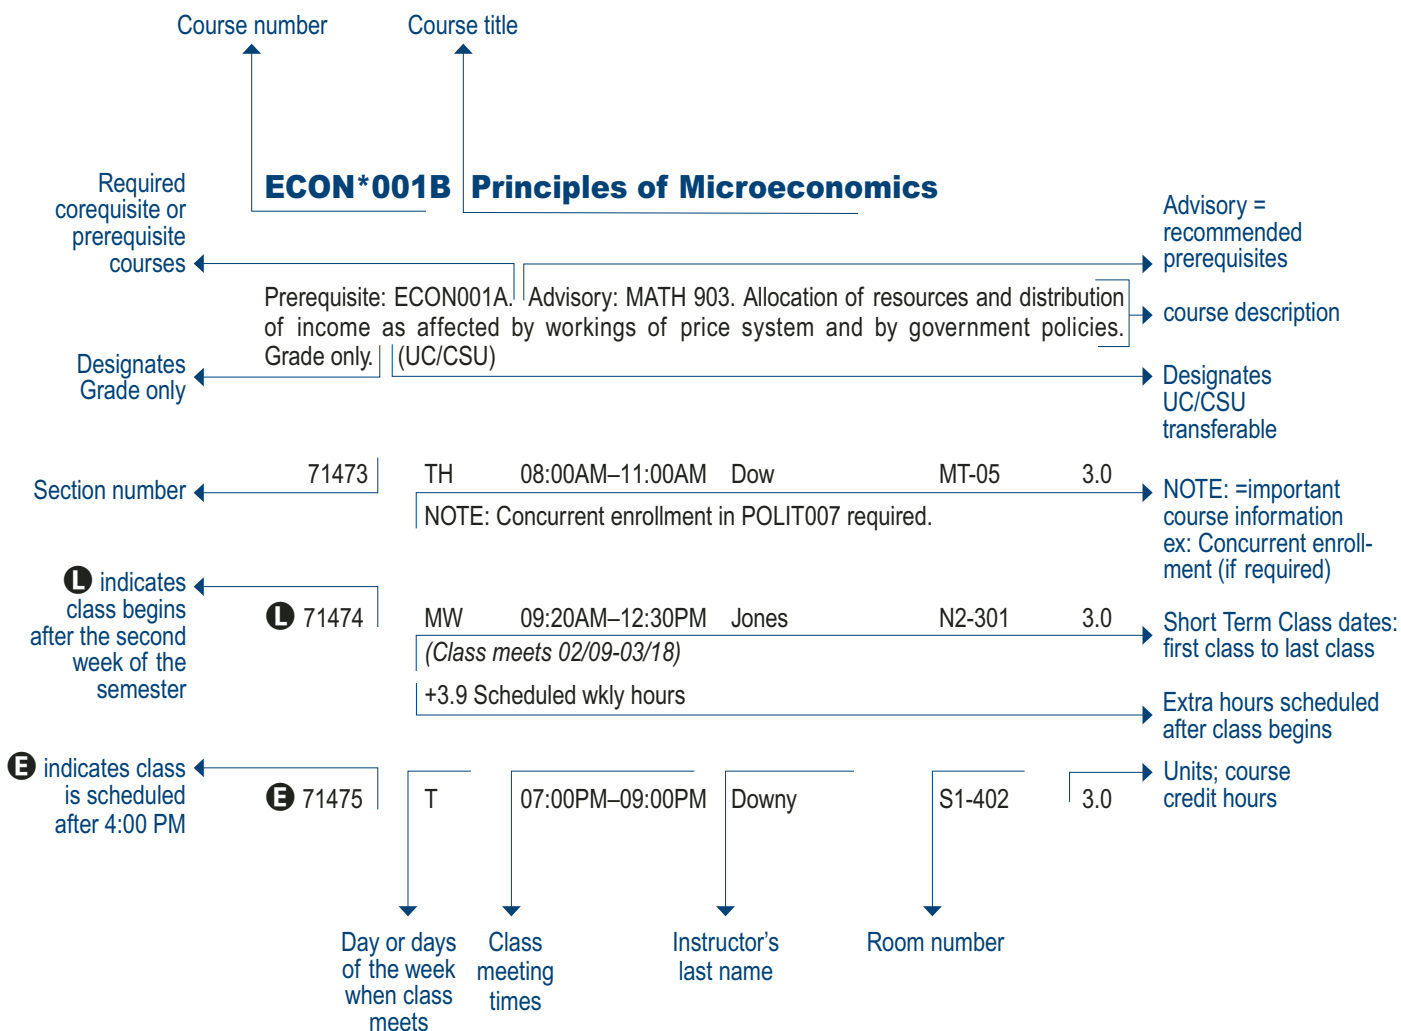 Course number
Course title
ECON*001B Principles of Microeconomics
Required
corequisite or
prerequisite
courses
Advisory =
recommended
prerequisites
Prerequisite: ECON001A. Advisory: MATH 903. Allocation of resources and distribution
of income as affected by workings of price system and by government policies.
Grade only. (UC/CSU)
course description
Designates
Grade only
Designates
UC/CSU
transferable
Section number
71473 TH 08:00AM–11:00AM Dow MT-05 3.0
NOTE: Concurrent enrollment in POLIT007 required.
NOTE: =important
course information
ex: Concurrent enroll-
ment (if required)
L indicates
class begins
after the second
week of the
semester
L 71474 MW 09:20AM–12:30PM Jones N2-301 3.0
(Class meets 02/09-03/18)
+3.9 Scheduled wkly hours
Short Term Class dates:
first class to last class
Extra hours scheduled
after class begins
E indicates class
is scheduled
after 4:00 PM
E 71475 T 07:00PM–09:00PM Downy S1-402 3.0
Units; course
credit hours
Day or days
of the week
when class
meets
Class
meeting
times
Instructor’s
last name
Room number